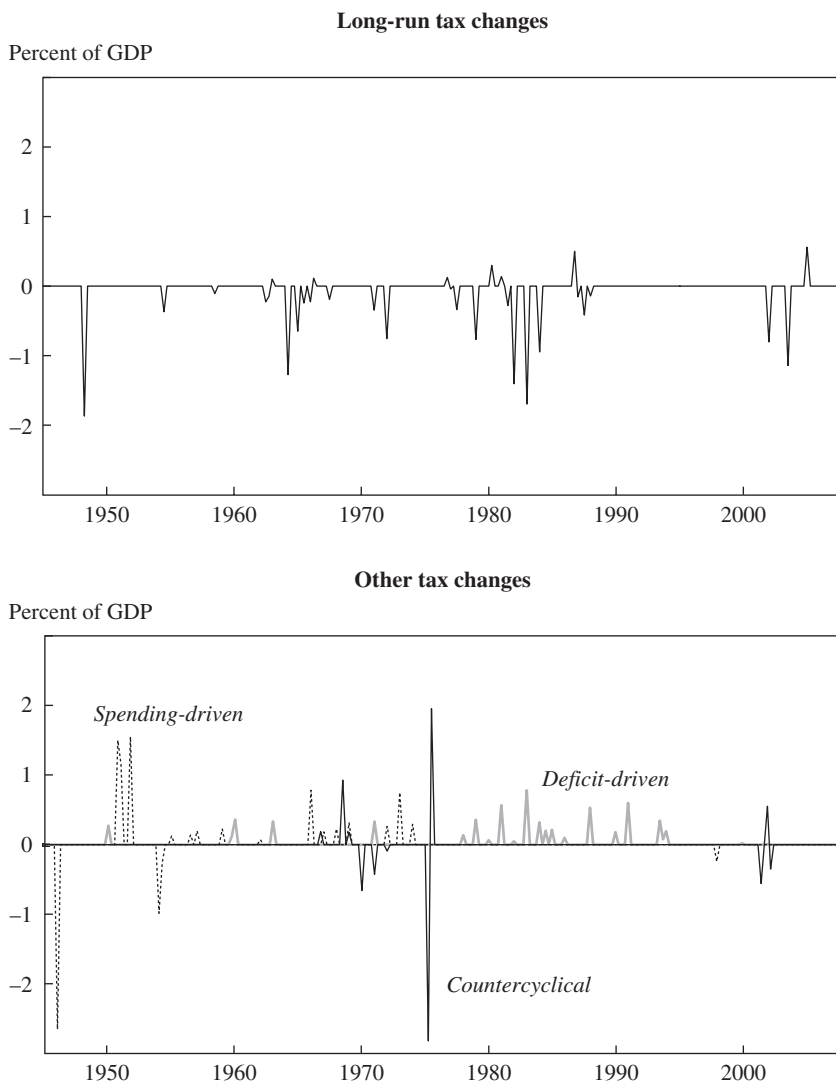 Long-run tax changes
Percent of GDP
2
1
0
–1
–2
1950 1960 1970 1980 1990 2000
Other tax changes
Percent of GDP
2
Spending-driven
1
Deficit-driven
0
–1
–2
Countercyclical
1950 1960 1970 1980 1990 2000